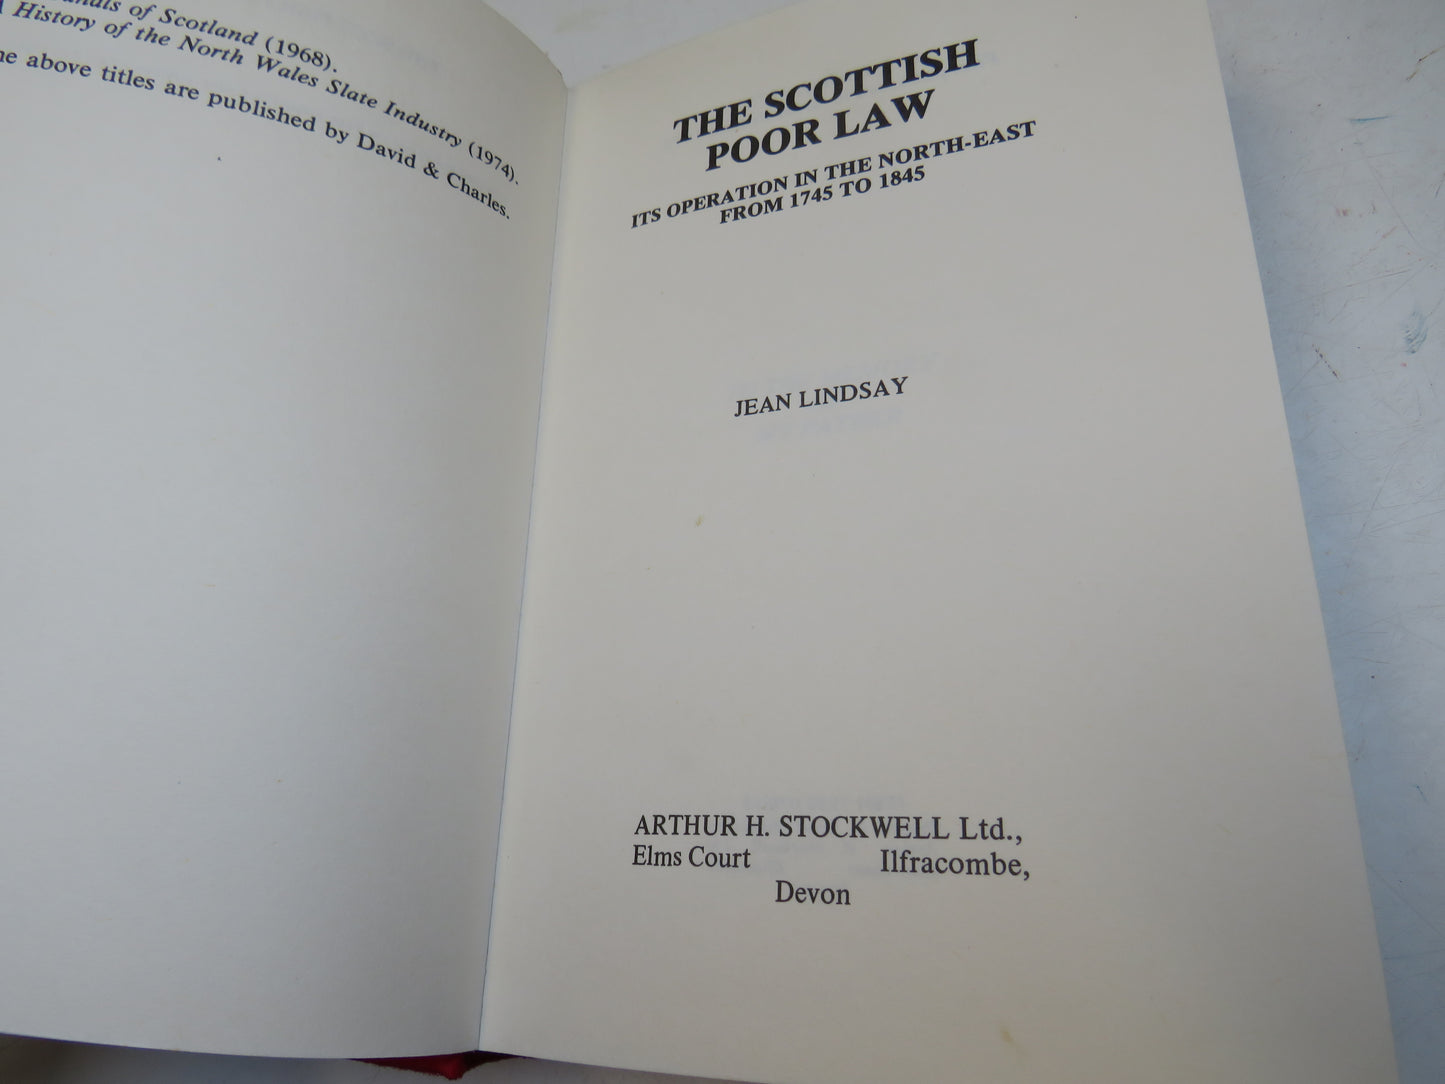 of Scotland (1968).
History of the North Wales Slate Industry (1974).
above titles are published by David & Charles.
THE SCOTTISH
POOR LAW
ITS OPERATION IN THE NORTH-EAST
FROM 1745 TO 1845
JEAN LINDSAY
ARTHUR H. STOCKWELL Ltd.,
Elms Court Ilfracombe,
Devon